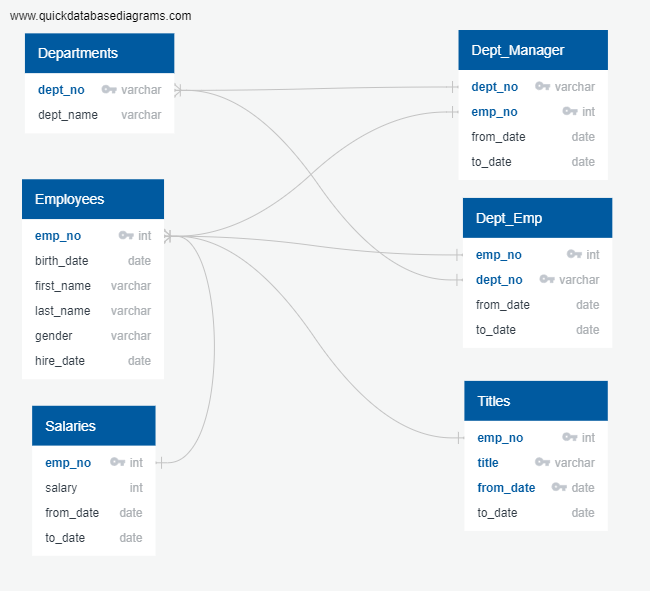 www.quickdatabasediagrams.com
Departments
dept_no varchar
dept_name varchar
Employees
emp_no int
birth_date date
first_name varchar
last_name varchar
gender varchar
hire_date date
Salaries
emp_no int
salary int
from_date date
to_date date
Dept_Manager
dept_no varchar
emp_no int
from_date date
to_date date
Dept_Emp
emp_no int
dept_no varchar
from_date date
to_date date
Titles
emp_no int
title varchar
from_date date
to_date date